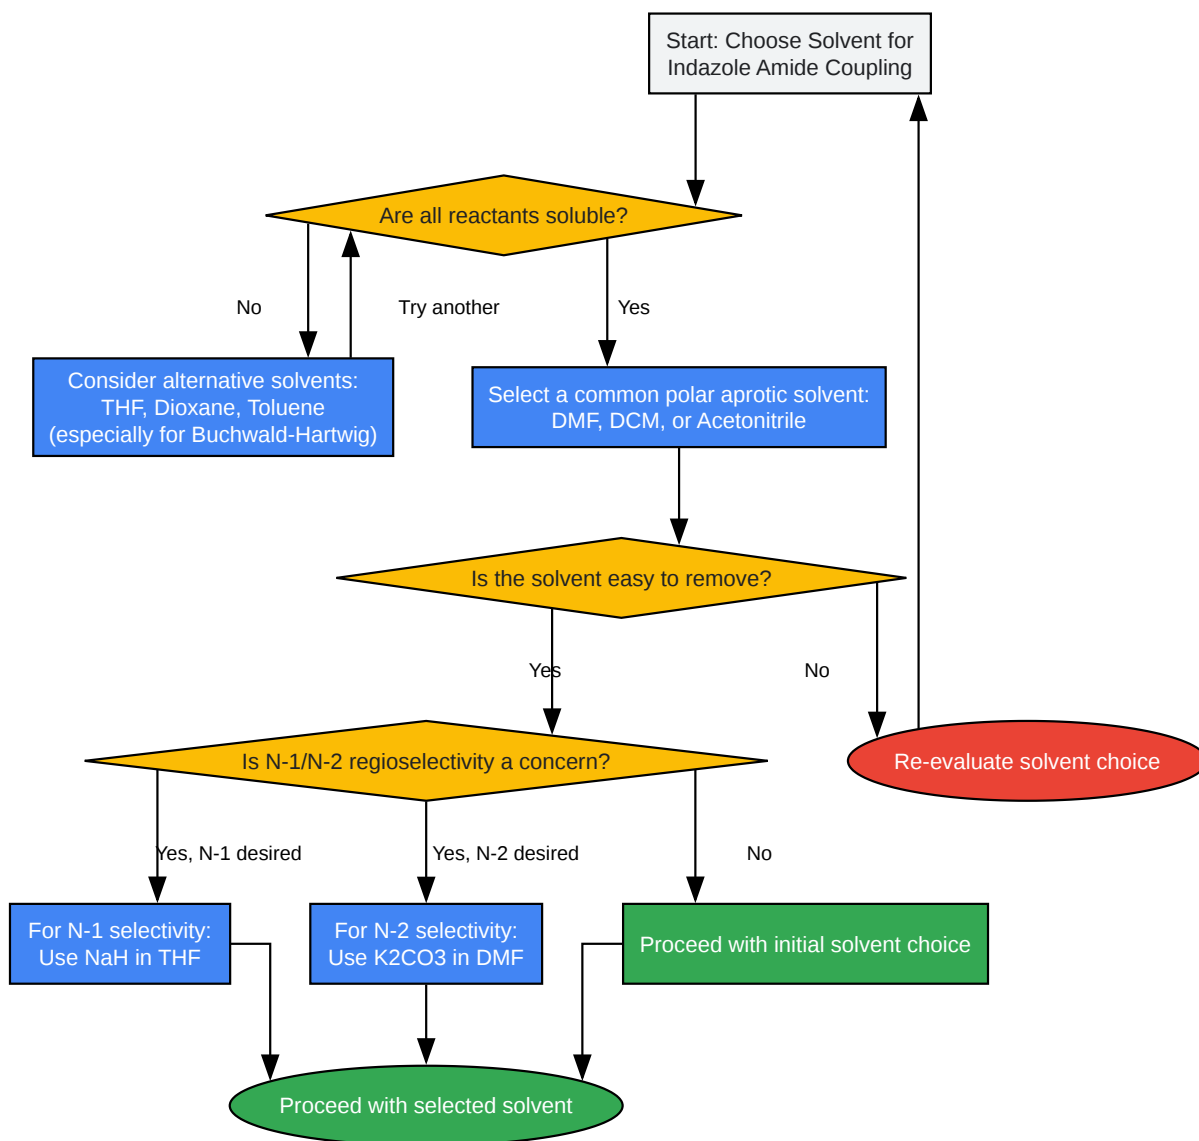 Start: Choose Solvent for
Indazole Amide Coupling
Are all reactants soluble?
No
Try another
Yes
Consider alternative solvents:
THF, Dioxane, Toluene
(especially for Buchwald-Hartwig)
Select a common polar aprotic solvent:
DMF, DCM, or Acetonitrile
Is the solvent easy to remove?
Yes
No
Is N-1/N-2 regioselectivity a concern?
Re-evaluate solvent choice
Yes, N-1 desired
Yes, N-2 desired
No
For N-1 selectivity:
Use NaH in THF
For N-2 selectivity:
Use K2CO3 in DMF
Proceed with initial solvent choice
Proceed with selected solvent